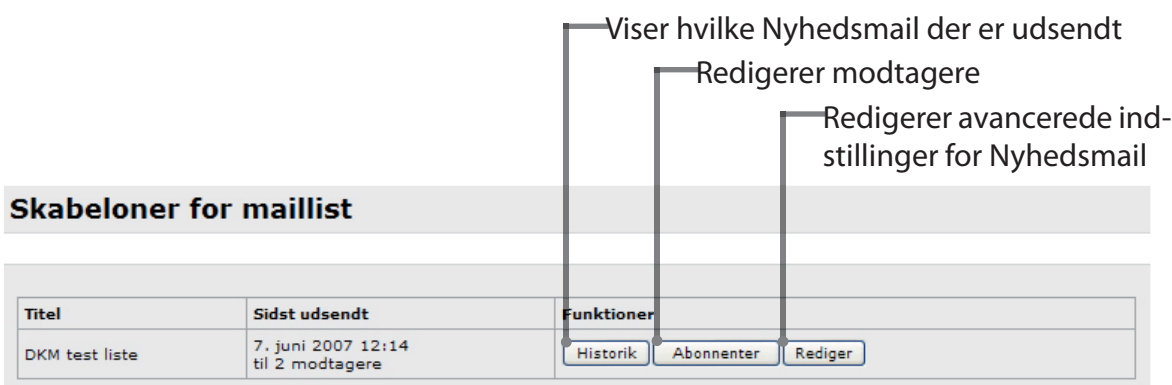 Viser hvilke Nyhedsmail der er udsendt
Redigerer modtagere
Redigerer avancerede ind-
stillinger for Nyhedsmail
Skabeloner for maillist
Titel Sidst udsendt Funktioner
DKM test liste 7. juni 2007 12:14 Historik Abonnenter Rediger
til 2 modtagere